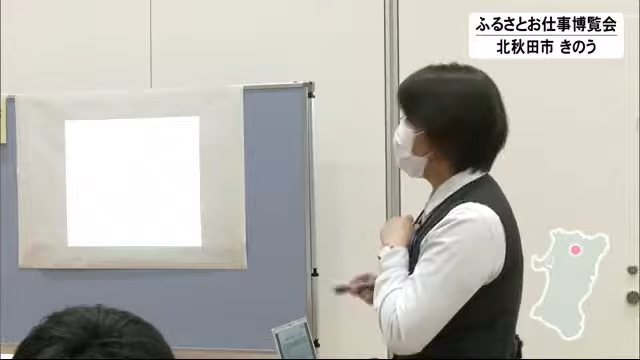 ふるさとお仕事博覧会
北秋田市 きのう